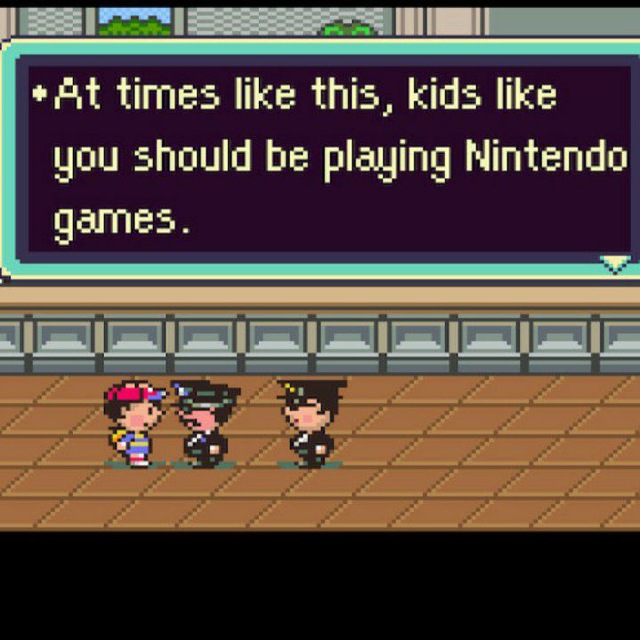 •At times like this, kids like
you should be playing Nintendo
games.